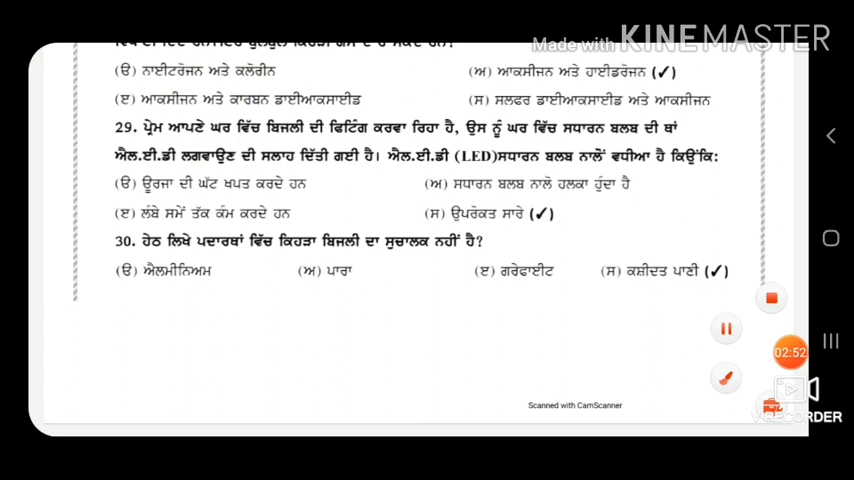 Made with KINEMASTER
(ੳ) ਨਾਈਟਰੋਜਨ ਅਤੇ ਕਲੋਰੀਨ (ਅ) ਆਕਸੀਜਨ ਅਤੇ ਹਾਈਡਰੋਜਨ (✓)
(ੲ) ਆਕਸੀਜਨ ਅਤੇ ਕਾਰਬਨ ਡਾਈਆਕਸਾਈਡ (ਸ) ਸਲਫਰ ਡਾਈਆਕਸਾਈਡ ਅਤੇ ਆਕਸੀਜਨ
29. ਪ੍ਰੇਮ ਆਪਣੇ ਘਰ ਵਿੱਚ ਬਿਜਲੀ ਦੀ ਫਿਟਿੰਗ ਕਰਵਾ ਰਿਹਾ ਹੈ, ਉਸ ਨੂੰ ਘਰ ਵਿੱਚ ਸਧਾਰਨ ਬਲਬ ਦੀ ਥਾਂ
ਐਲ.ਈ.ਡੀ ਲਗਵਾਉਣ ਦੀ ਸਲਾਹ ਦਿੱਤੀ ਗਈ ਹੈ। ਐਲ.ਈ.ਡੀ (LED) ਸਧਾਰਨ ਬਲਬ ਨਾਲੋਂ ਵਧੀਆ ਹੈ ਕਿਉਂਕਿ:
(ੳ) ਊਰਜਾ ਦੀ ਘੱਟ ਖਪਤ ਕਰਦੇ ਹਨ (ਅ) ਸਧਾਰਨ ਬਲਬ ਨਾਲੋ ਹਲਕਾ ਹੁੰਦਾ ਹੈ
(ੲ) ਲੰਬੇ ਸਮੇਂ ਤੱਕ ਕੰਮ ਕਰਦੇ ਹਨ (ਸ) ਉਪਰੋਕਤ ਸਾਰੇ (✓)
30. ਹੇਠ ਲਿਖੇ ਪਦਾਰਥਾਂ ਵਿੱਚ ਕਿਹੜਾ ਬਿਜਲੀ ਦਾ ਸੁਚਾਲਕ ਨਹੀਂ ਹੈ?
(ੳ) ਐਲਮੀਨਿਅਮ (ਅ) ਪਾਰਾ (ੲ) ਗਰੇਫਾਈਟ (ਸ) ਕਸ਼ੀਦਤ ਪਾਣੀ (✓)
02:52
Scanned with CamScanner